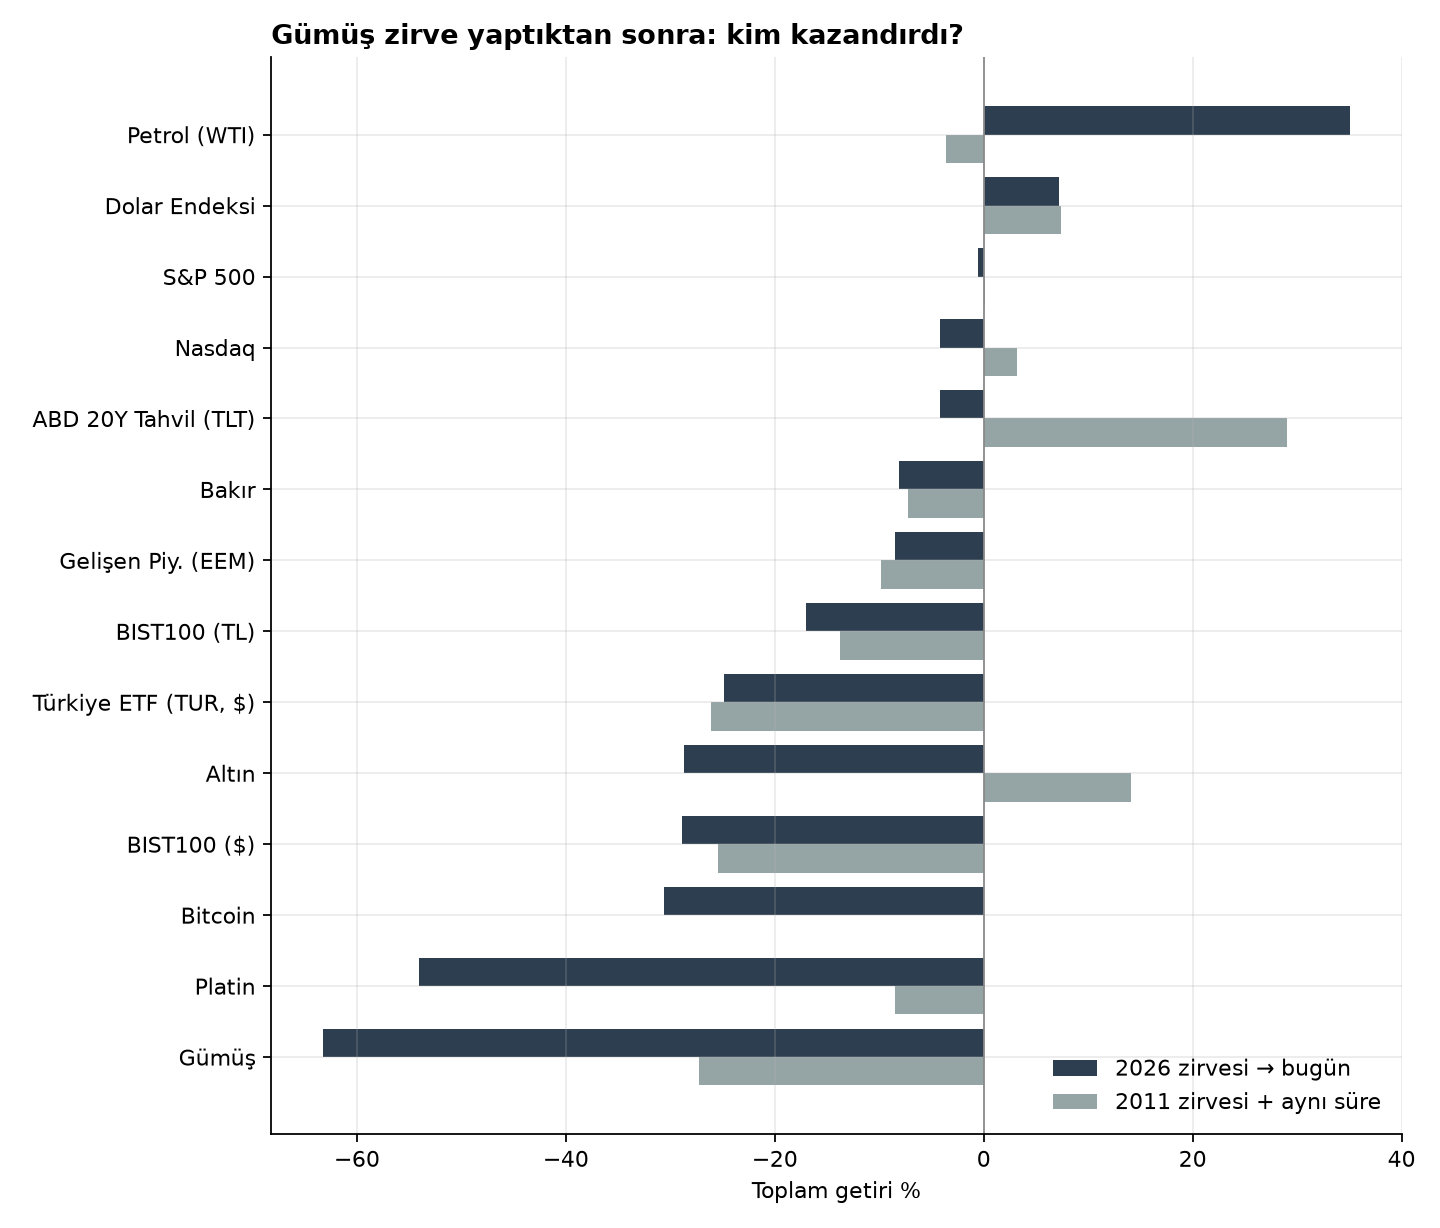 Gümüş zirve yaptıktan sonra: kim kazandırdı?
Petrol (WTI)
Dolar Endeksi
S&P 500
Nasdaq
ABD 20Y Tahvil (TLT)
Bakır
Gelişen Piy. (EEM)
BIST100 (TL)
Türkiye ETF (TUR, $)
Altın
BIST100 ($)
Bitcoin
Platin
Gümüş
2026 zirvesi → bugün
2011 zirvesi + aynı süre
−60 −40 −20 0 20 40
Toplam getiri %